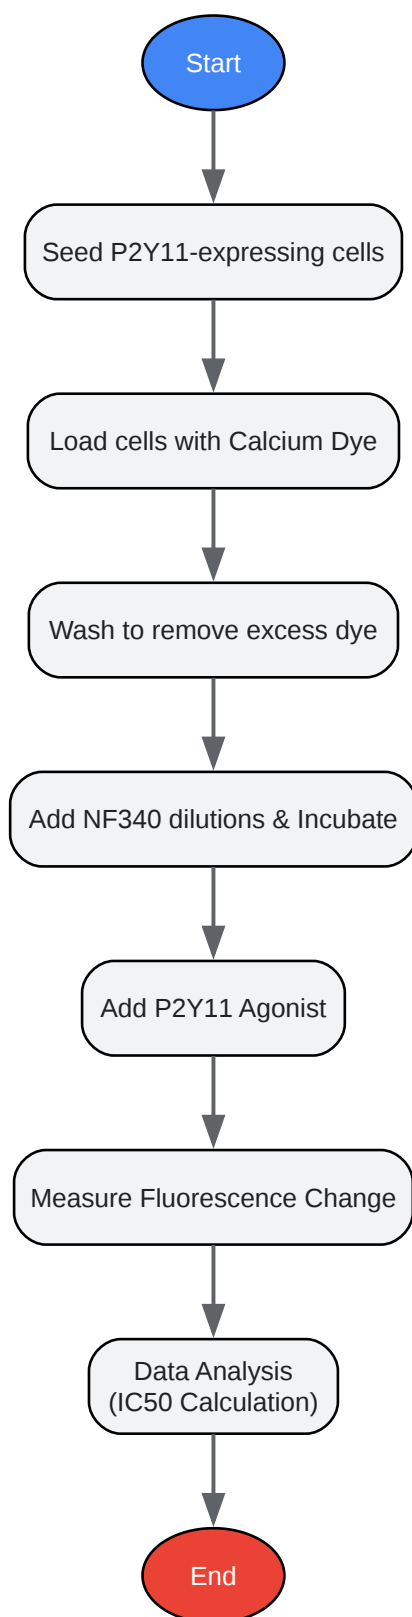 Start
Seed P2Y11-expressing cells
Load cells with Calcium Dye
Wash to remove excess dye
Add NF340 dilutions & Incubate
Add P2Y11 Agonist
Measure Fluorescence Change
Data Analysis
(IC50 Calculation)
End